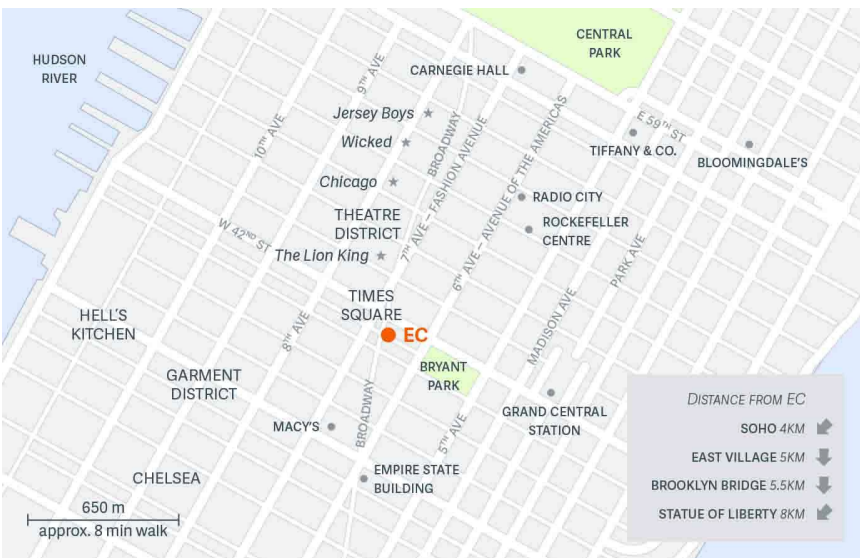 CENTRAL
PARK
HUDSON
RIVER
CARNEGIE HALL
9TH AVE
Jersey Boys
BROADWAY
10TH AVE
Wicked
E 59TH ST
TIFFANY & CO.
BLOOMINGDALE'S
Chicago
7TH AVE – FASHION AVENUE
6TH AVE – AVENUE OF THE AMERICAS
RADIO CITY
THEATRE
DISTRICT
ROCKEFELLER
CENTRE
W 42ND ST
The Lion King
PARK AVE
TIMES
SQUARE
HELL'S
KITCHEN
8TH AVE
EC
MADISON AVE
BRYANT
PARK
GARMENT
DISTRICT
BROADWAY
GRAND CENTRAL
STATION
MACY'S
5TH AVE
EMPIRE STATE
BUILDING
CHELSEA
650 m
approx. 8 min walk
DISTANCE FROM EC
SOHO 4KM
EAST VILLAGE 5KM
BROOKLYN BRIDGE 5.5KM
STATUE OF LIBERTY 8KM